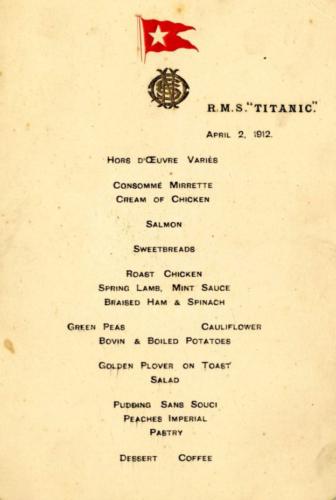 R.M.S. "TITANIC."
APRIL 2, 1912.
HORS D'ŒUVRE VARIÉS
CONSOMMÉ MIRRETTE
CREAM OF CHICKEN
SALMON
SWEETBREADS
ROAST CHICKEN
SPRING LAMB, MINT SAUCE
BRAISED HAM & SPINACH
GREEN PEAS CAULIFLOWER
BOVIN & BOILED POTATOES
GOLDEN PLOVER ON TOAST
SALAD
PUDDING SANS SOUCI
PEACHES IMPERIAL
PASTRY
DESSERT COFFEE